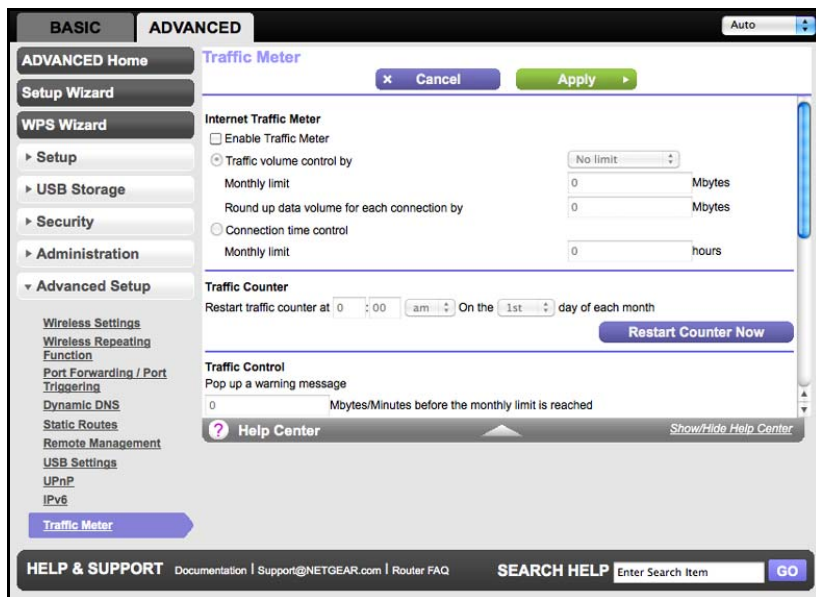 BASIC ADVANCED Auto
ADVANCED Home
Setup Wizard
WPS Wizard
Setup
USB Storage
Security
Administration
Advanced Setup
Wireless Settings
Wireless Repeating
Function
Port Forwarding / Port
Triggering
Dynamic DNS
Static Routes
Remote Management
USB Settings
UPnP
IPv6
Traffic Meter
Traffic Meter
× Cancel Apply
Internet Traffic Meter
Enable Traffic Meter
Traffic volume control by No limit
Monthly limit 0 Mbytes
Round up data volume for each connection by 0 Mbytes
Connection time control
Monthly limit 0 hours
Traffic Counter
Restart traffic counter at 0 : 00 am On the 1st day of each month
Restart Counter Now
Traffic Control
Pop up a warning message
0 Mbytes/Minutes before the monthly limit is reached
? Help Center Show/Hide Help Center
HELP & SUPPORT Documentation | Support@NETGEAR.com | Router FAQ SEARCH HELP Enter Search Item GO